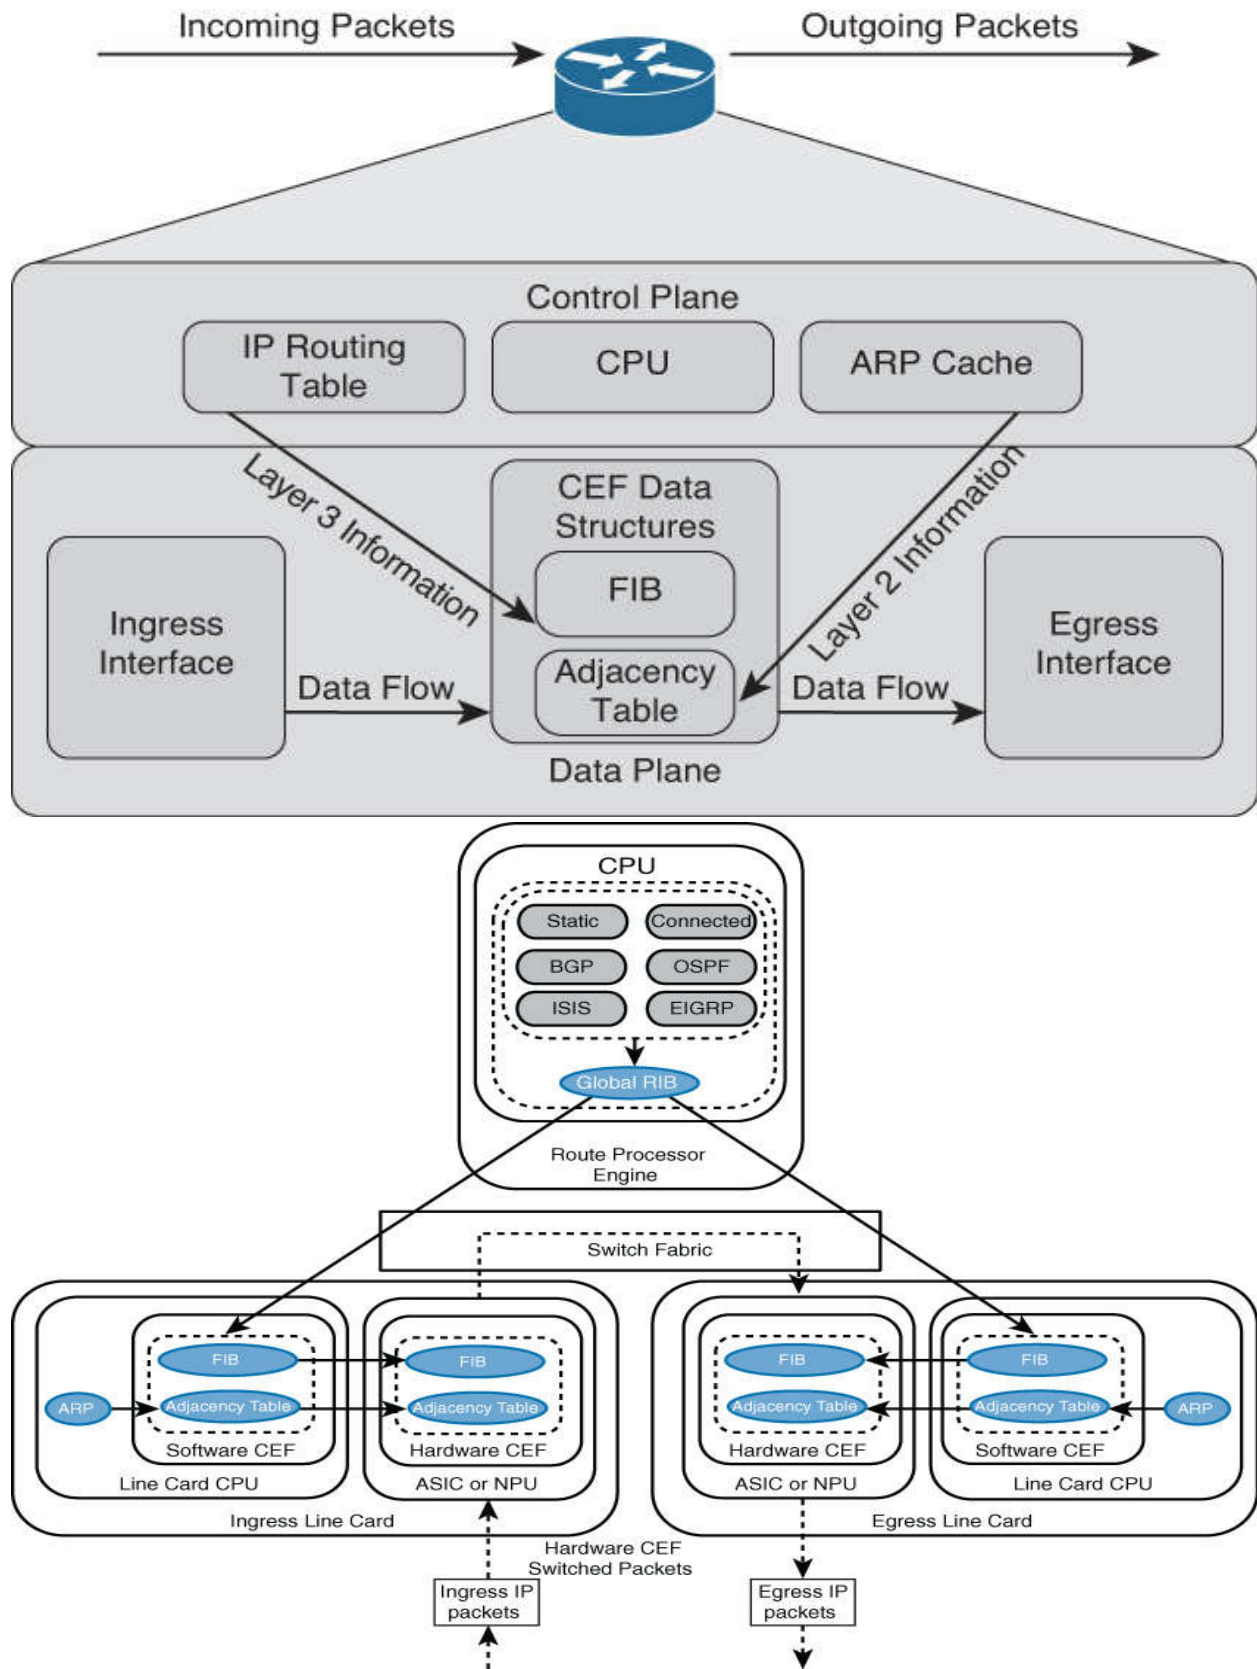 Incoming Packets
Outgoing Packets
Control Plane
IP Routing
Table
CPU
ARP Cache
Layer 3 Information
CEF Data
Structures
FIB
Adjacency
Table
Layer 2 Information
Ingress
Interface
Data Flow
Data Flow
Egress
Interface
Data Plane
CPU
Static
Connected
BGP
OSPF
ISIS
EIGRP
Global RIB
Route Processor
Engine
Switch Fabric
FIB
FIB
ARP
Adjacency Table
Adjacency Table
Software CEF
Hardware CEF
Line Card CPU
ASIC or NPU
Ingress Line Card
FIB
FIB
Adjacency Table
Adjacency Table
ARP
Hardware CEF
Software CEF
ASIC or NPU
Line Card CPU
Egress Line Card
Hardware CEF
Switched Packets
Ingress IP
packets
Egress IP
packets